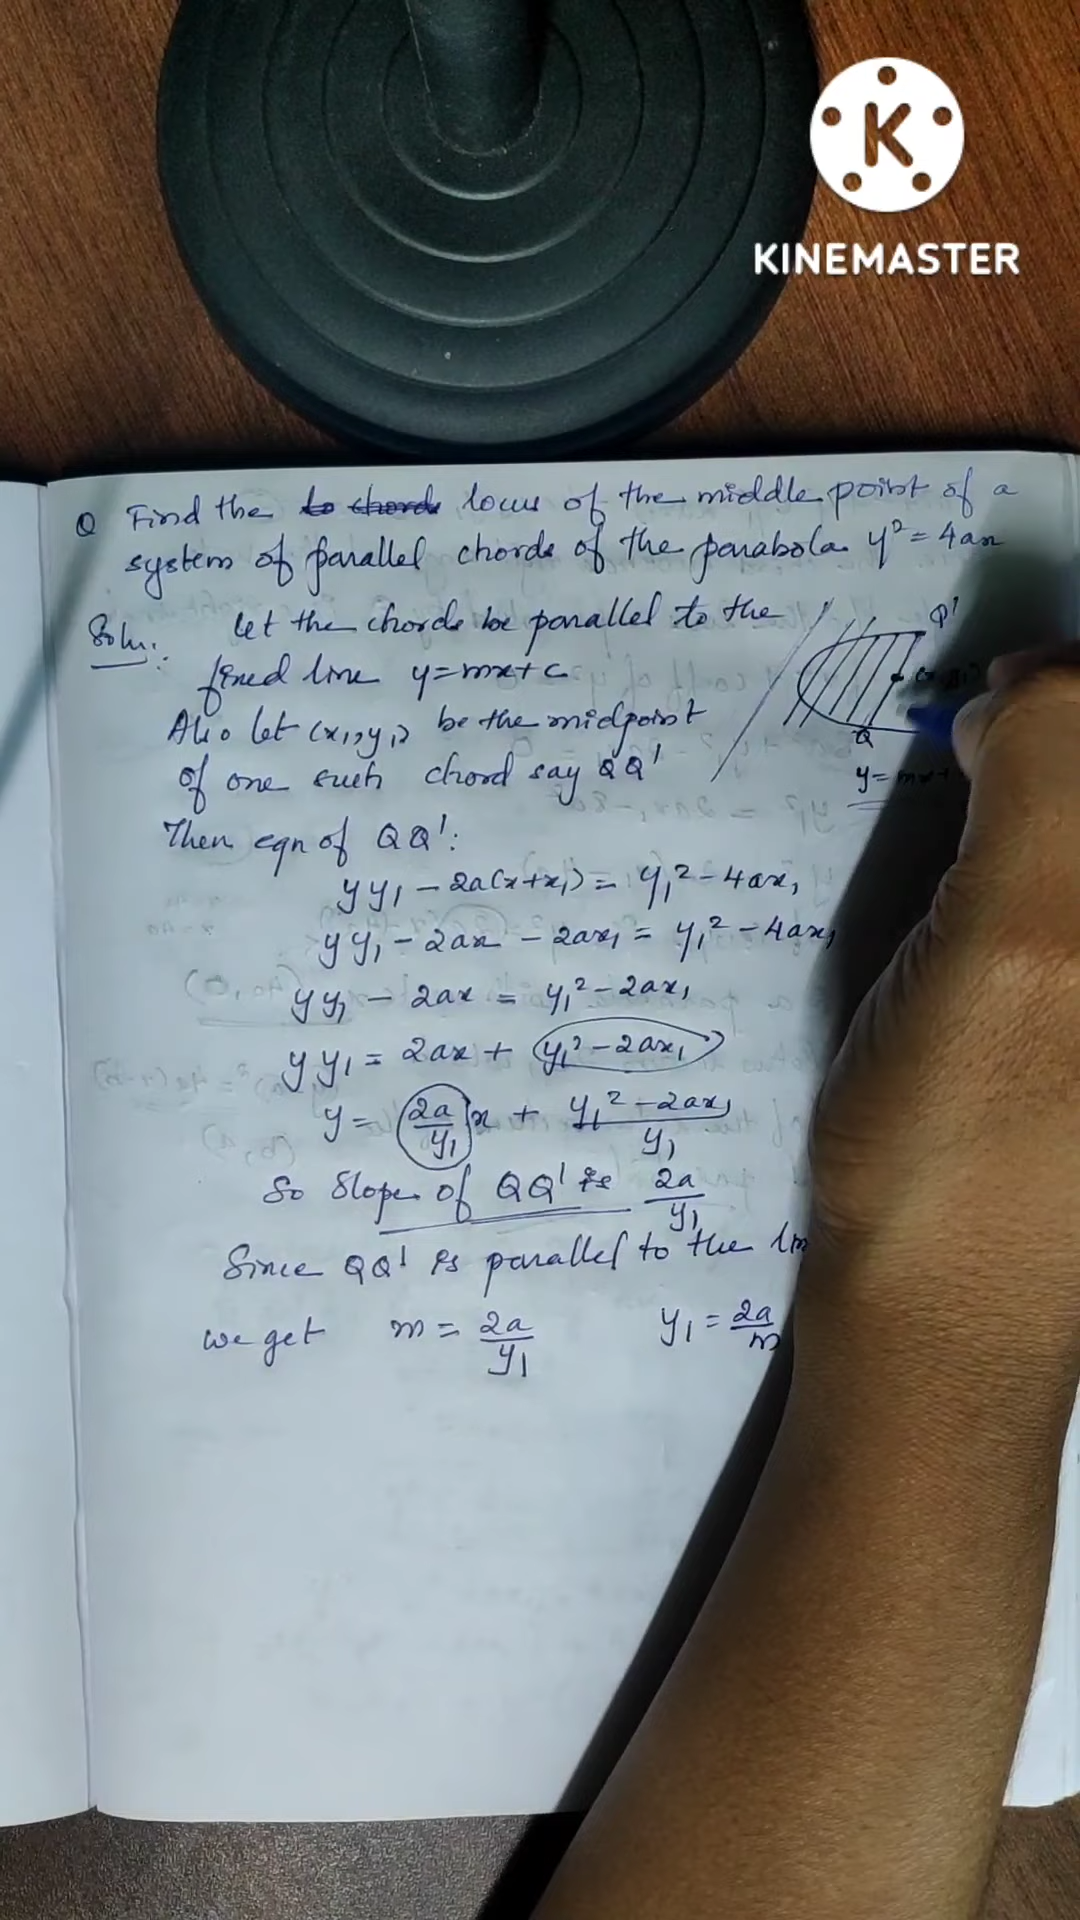 K
KINEMASTER
Q Find the locus of the middle point of a
system of parallel chords of the parabola y² = 4ax
Soln: Let the chords be parallel to the
fixed line y=mx+c
Also let (x₁,y₁) be the midpoint
of one such chord say QQ'
Q'
Q
y= mx+
Then eqn of QQ':
yy₁ - 2a(x+x₁) = y₁² - 4ax₁
yy₁ - 2ax - 2ax₁ = y₁² - 4ax₁
yy₁ - 2ax = y₁² - 2ax₁
yy₁ = 2ax + y₁² - 2ax₁
y = 2a/y₁ x + y₁² - 2ax₁/y₁
So slope of QQ' is 2a/y₁
Since QQ' is parallel to the lin
we get m = 2a/y₁ y₁ = 2a/m